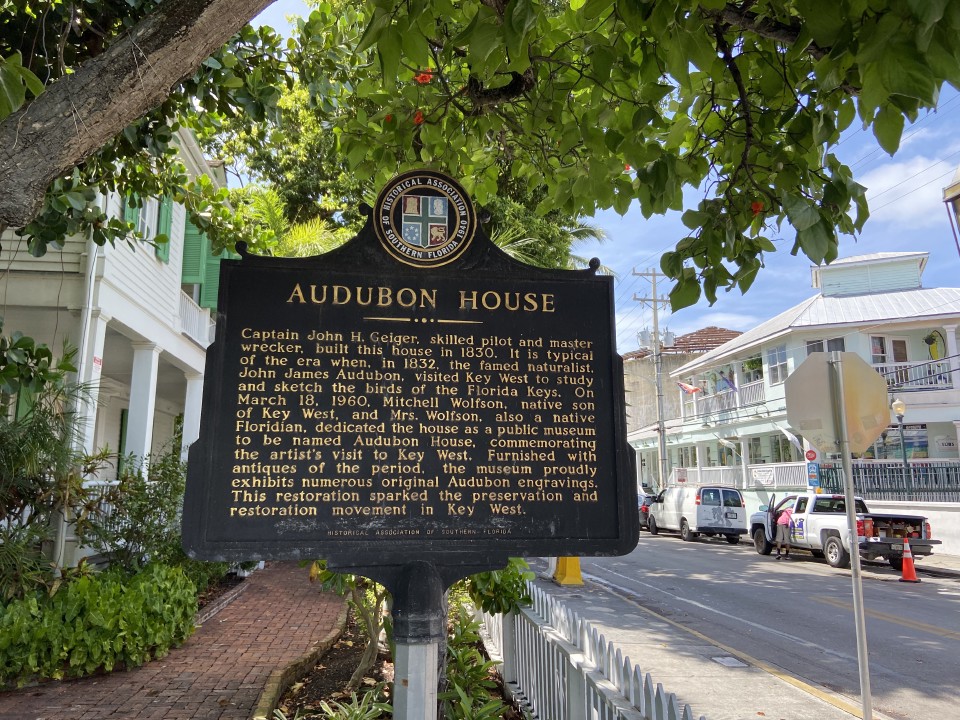 HISTORICAL ASSOCIATION OF SOUTHERN FLORIDA 1940
AUDUBON HOUSE
Captain John H. Geiger, skilled pilot and master
wrecker, built this house in 1830. It is typical
of the era when, in 1832, the famed naturalist,
John James Audubon, visited Key West to study
and sketch the birds of the Florida Keys. On
March 18, 1960, Mitchell Wolfson, native son
of Key West, and Mrs. Wolfson, also a native
Floridian, dedicated the house as a public museum
to be named Audubon House, commemorating
the artist's visit to Key West. Furnished with
antiques of the period, the museum proudly
exhibits numerous original Audubon engravings.
This restoration sparked the preservation and
restoration movement in Key West.
HISTORICAL ASSOCIATION OF SOUTHERN FLORIDA